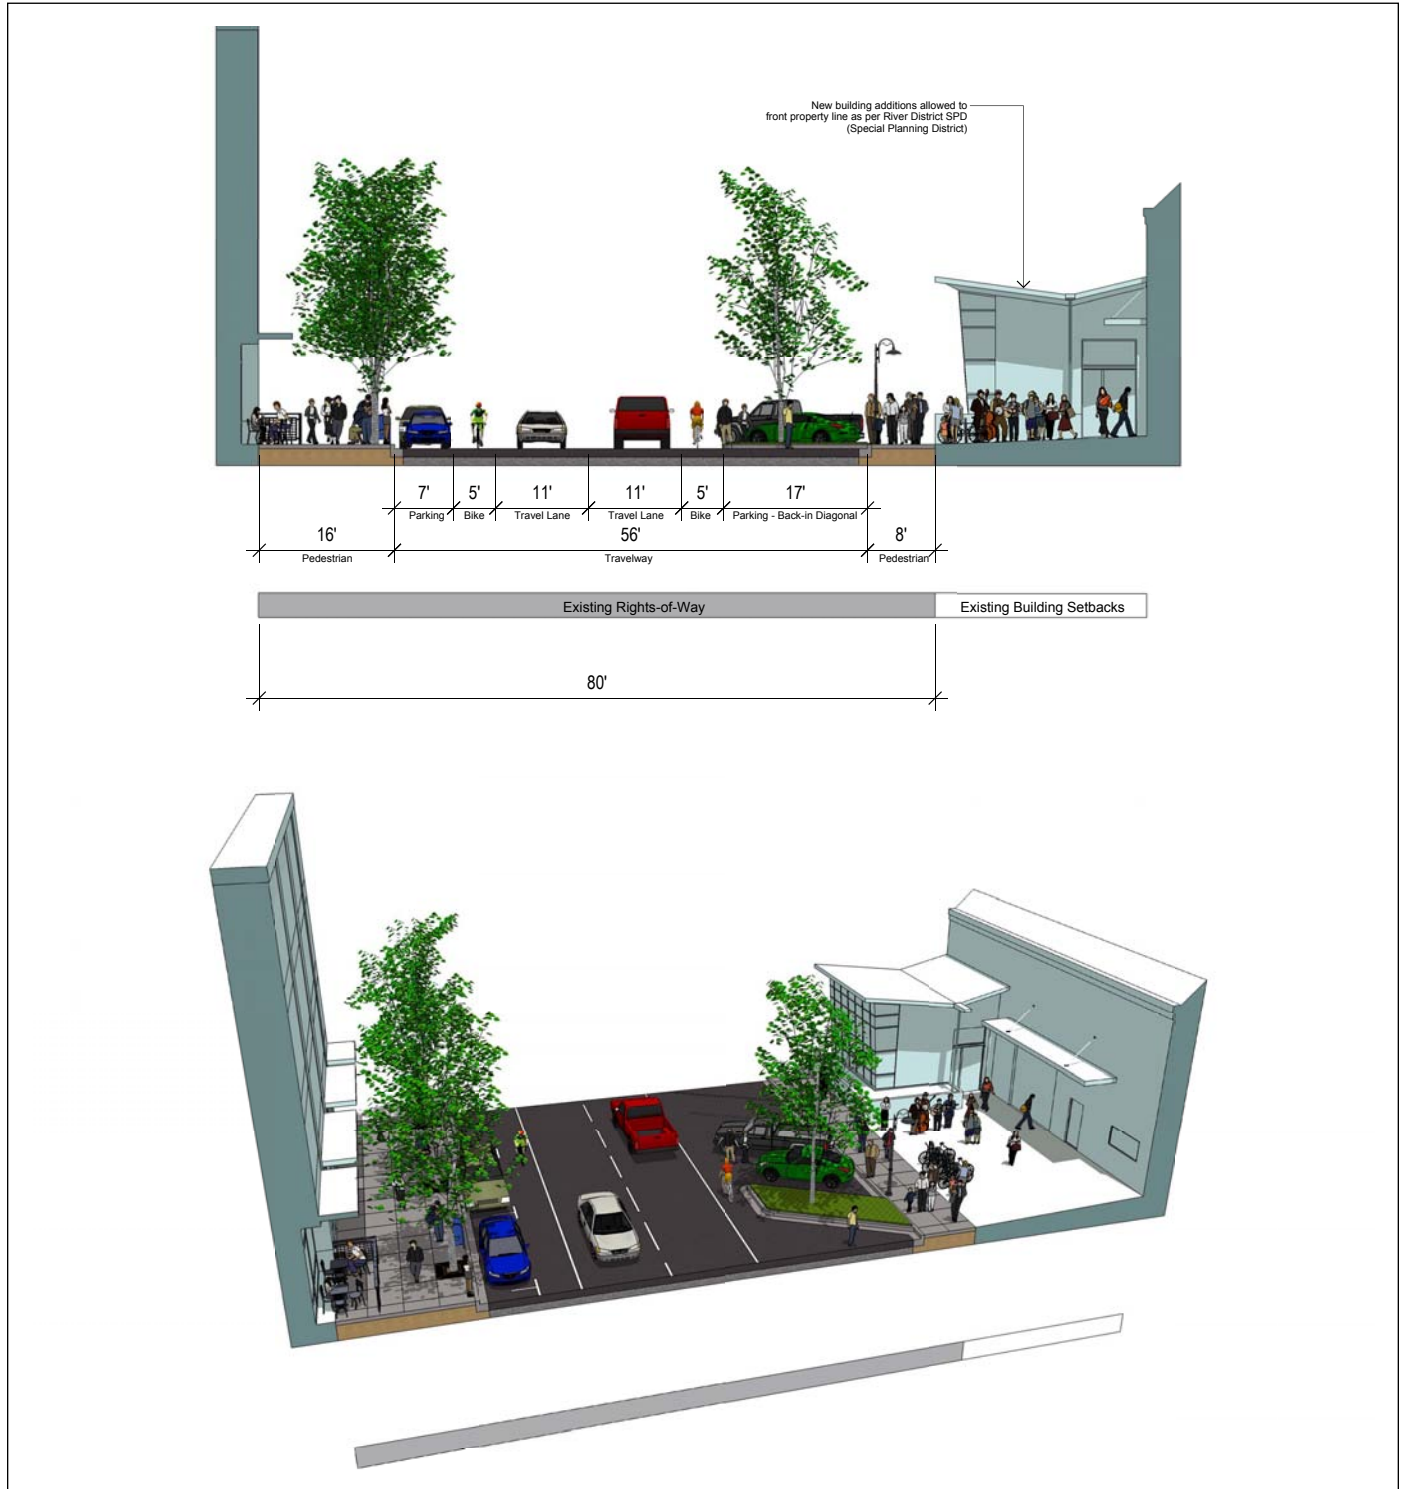 New building additions allowed to
front property line as per River District SPD
(Special Planning District)
7' 5' 11' 11' 5' 17'
Parking Bike Travel Lane Travel Lane Bike Parking - Back-in Diagonal
16' 56' 8'
Pedestrian Travelway Pedestrian
Existing Rights-of-Way Existing Building Setbacks
80'